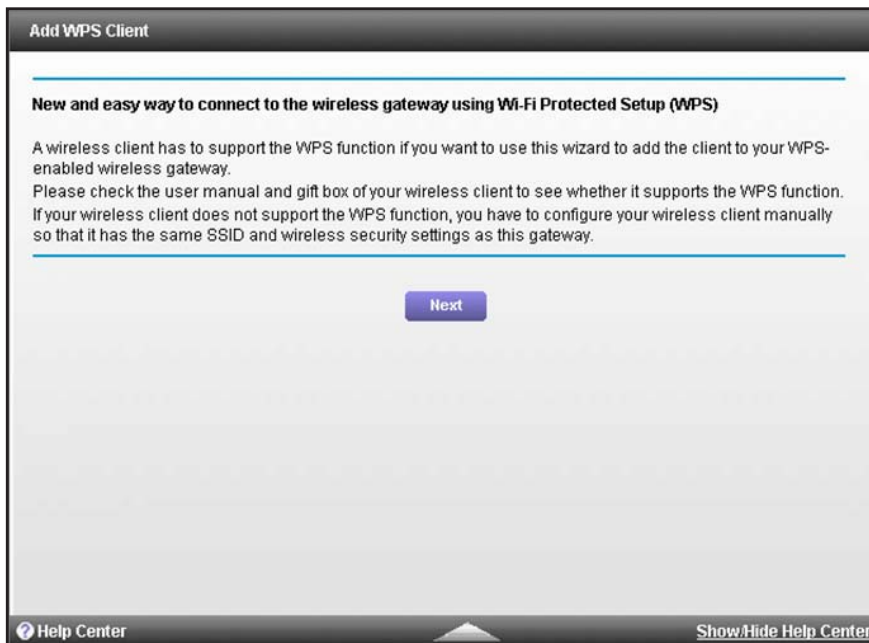 Add WPS Client
New and easy way to connect to the wireless gateway using Wi-Fi Protected Setup (WPS)
A wireless client has to support the WPS function if you want to use this wizard to add the client to your WPS-
enabled wireless gateway.
Please check the user manual and gift box of your wireless client to see whether it supports the WPS function.
If your wireless client does not support the WPS function, you have to configure your wireless client manually
so that it has the same SSID and wireless security settings as this gateway.
Next
? Help Center
Show/Hide Help Center